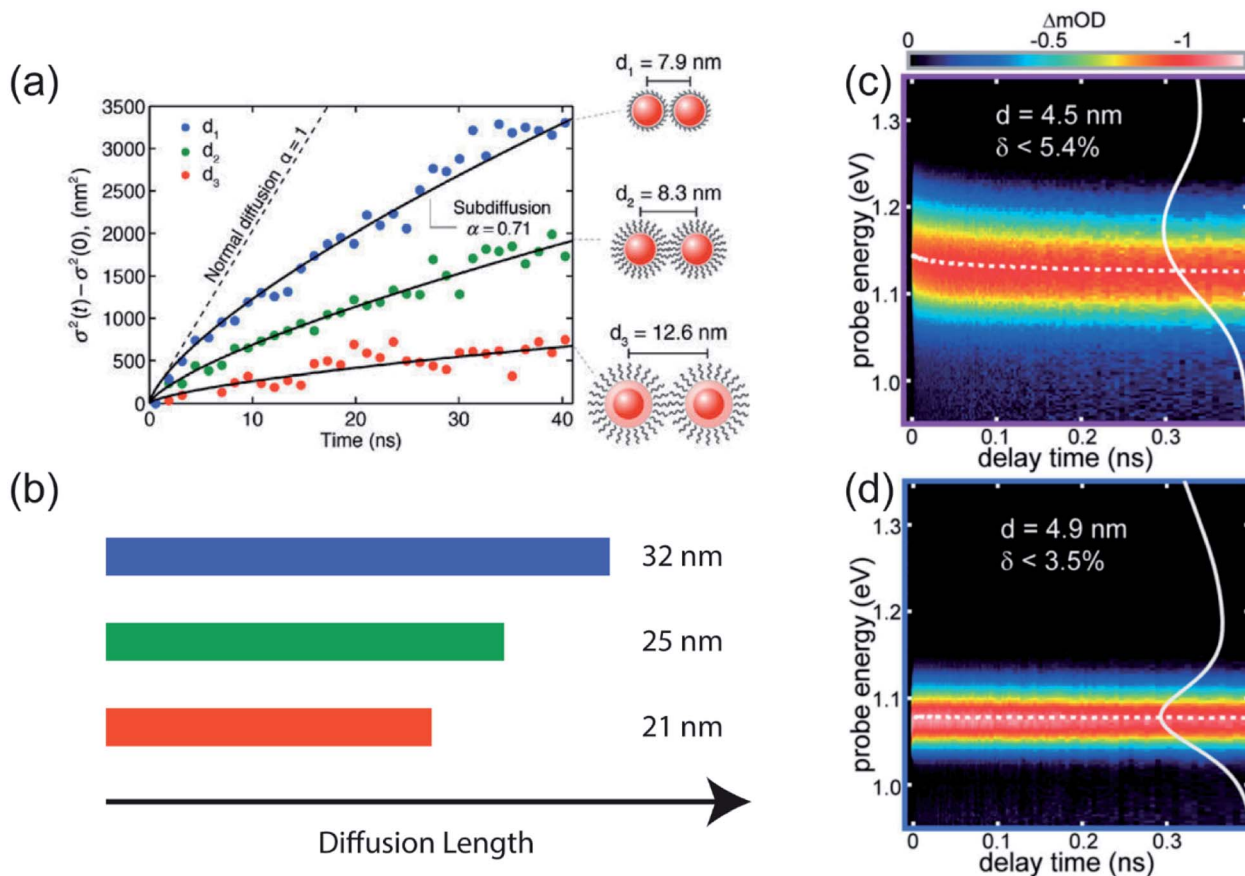 (a)
d₁ = 7.9 nm
3500
3000
2500
2000
1500
1000
500
0
σ²(t) – σ²(0), (nm²)
d₁
d₂
d₃
Normal diffusion α = 1
Subdiffusion
α = 0.71
d₂ = 8.3 nm
d₃ = 12.6 nm
0
10
20
30
40
Time (ns)
(b)
32 nm
25 nm
21 nm
Diffusion Length
ΔmOD
0
-0.5
-1
(c)
d = 4.5 nm
δ < 5.4%
1.3
1.2
1.1
1.0
probe energy (eV)
0
0.1
0.2
0.3
delay time (ns)
(d)
d = 4.9 nm
δ < 3.5%
1.3
1.2
1.1
1.0
probe energy (eV)
0
0.1
0.2
0.3
delay time (ns)